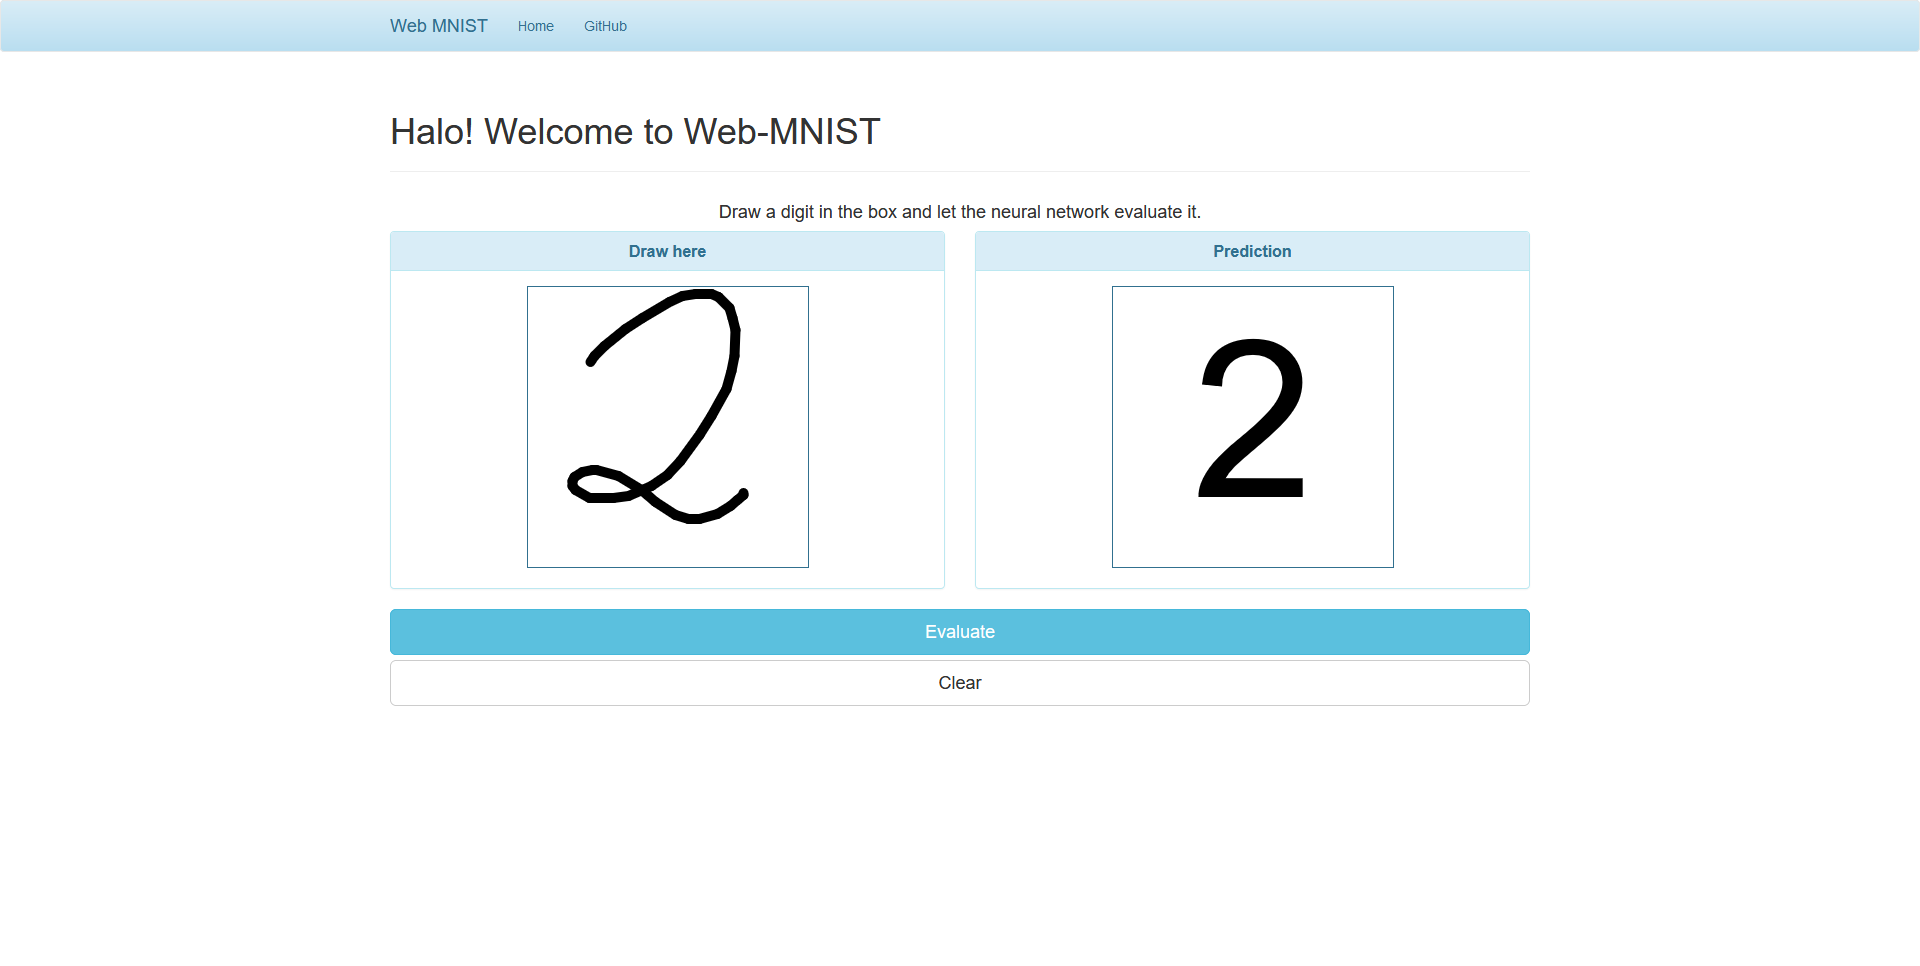 Web MNIST Home GitHub
Halo! Welcome to Web-MNIST
Draw a digit in the box and let the neural network evaluate it.
Draw here
2
Prediction
2
Evaluate
Clear